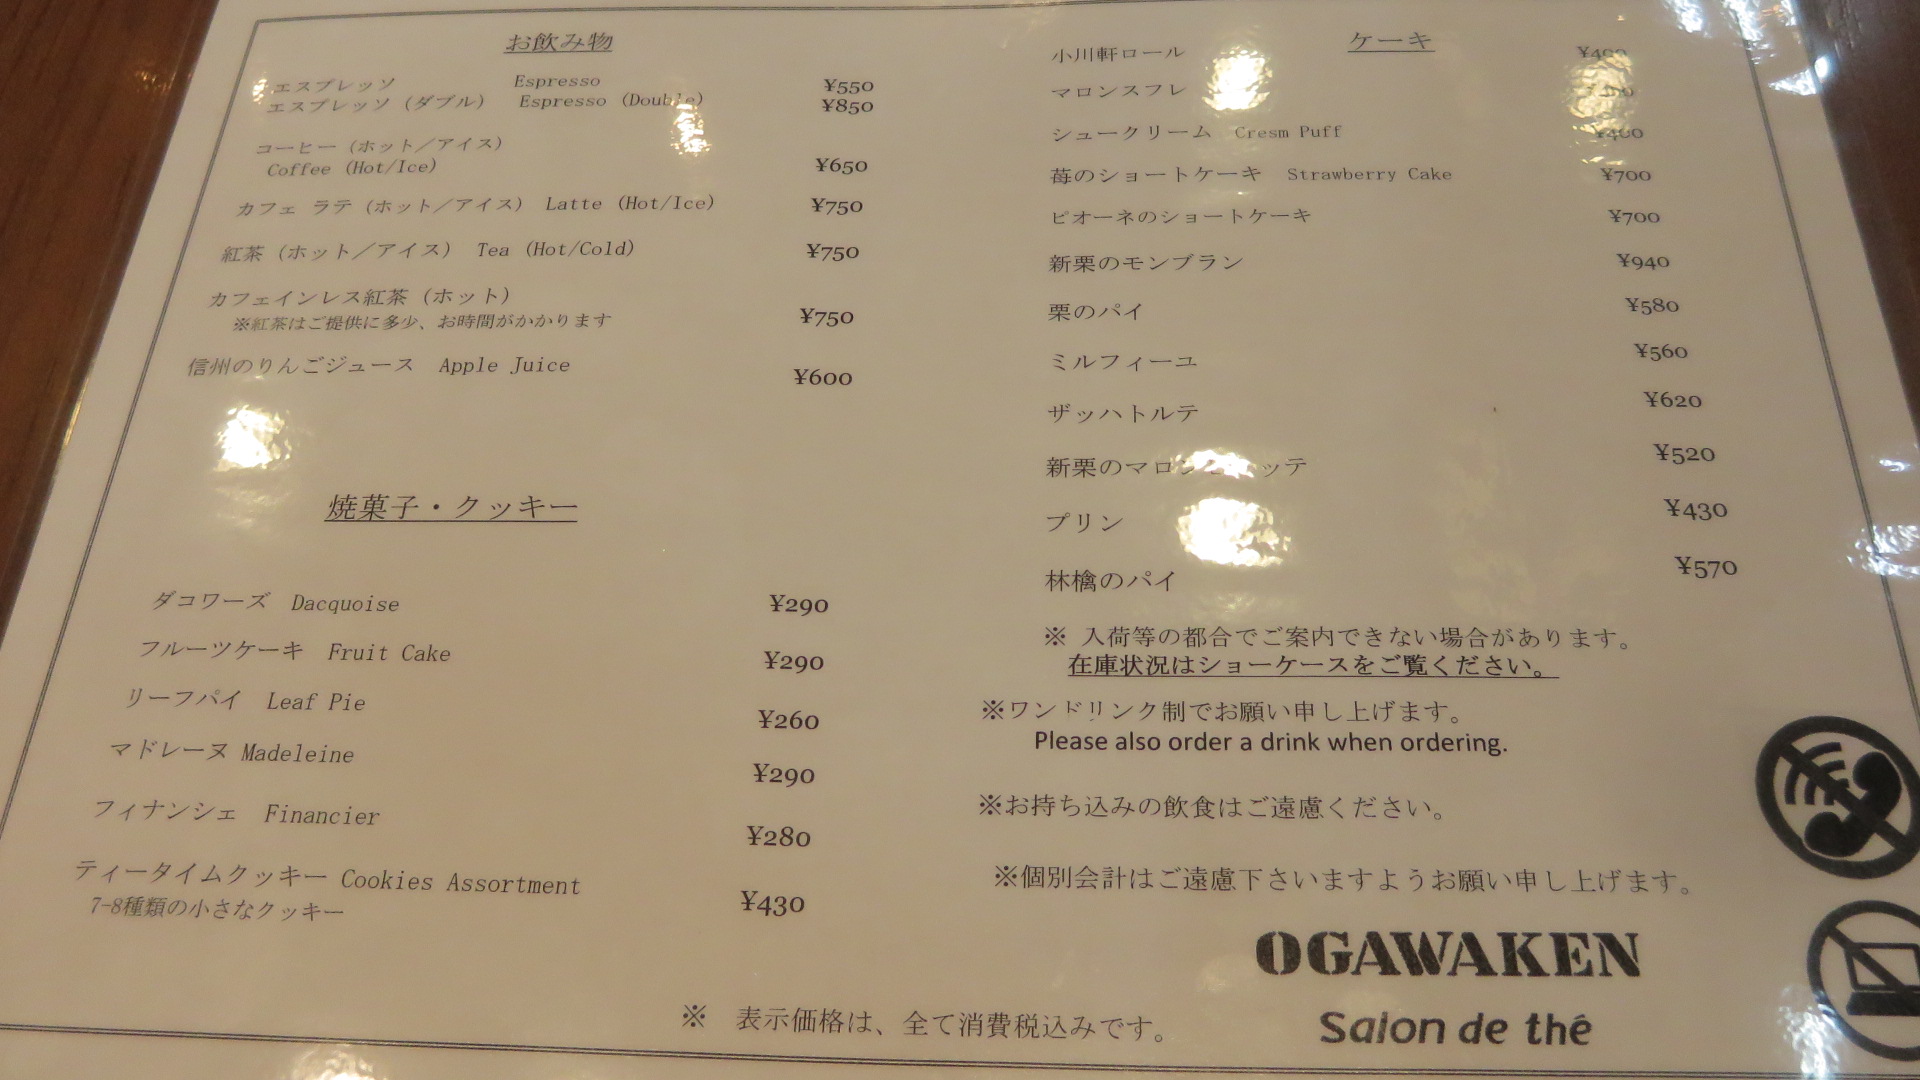 お飲み物
エスプレッソ Espresso ¥550
エスプレッソ (ダブル) Espresso (Double) ¥850
コーヒー (ホット／アイス)
Coffee (Hot/Ice) ¥650
カフェ ラテ (ホット／アイス) Latte (Hot/Ice) ¥750
紅茶 (ホット／アイス) Tea (Hot/Cold) ¥750
カフェインレス紅茶 (ホット)
※紅茶はご提供に多少、お時間がかかります ¥750
信州のりんごジュース Apple Juice ¥600
焼菓子・クッキー
ダコワーズ Dacquoise ¥290
フルーツケーキ Fruit Cake ¥290
リーフパイ Leaf Pie ¥260
マドレーヌ Madeleine ¥290
フィナンシェ Financier ¥280
ティータイムクッキー Cookies Assortment
7-8種類の小さなクッキー ¥430
ケーキ
小川軒ロール ¥400
マロンスフレ
シュークリーム Cresm Puff ¥400
苺のショートケーキ Strawberry Cake ¥700
ピオーネのショートケーキ ¥700
新栗のモンブラン ¥940
栗のパイ ¥580
ミルフィーユ ¥560
ザッハトルテ ¥620
新栗の ¥520
プリン ¥430
林檎のパイ ¥570
※ 入荷等の都合でご案内できない場合があります。
在庫状況はショーケースをご覧ください。
※ワンドリンク制でお願い申し上げます。
Please also order a drink when ordering.
※お持ち込みの飲食はご遠慮ください。
※個別会計はご遠慮下さいますようお願い申し上げます。
OGAWAKEN
Salon de thé
※ 表示価格は、全て消費税込みです。